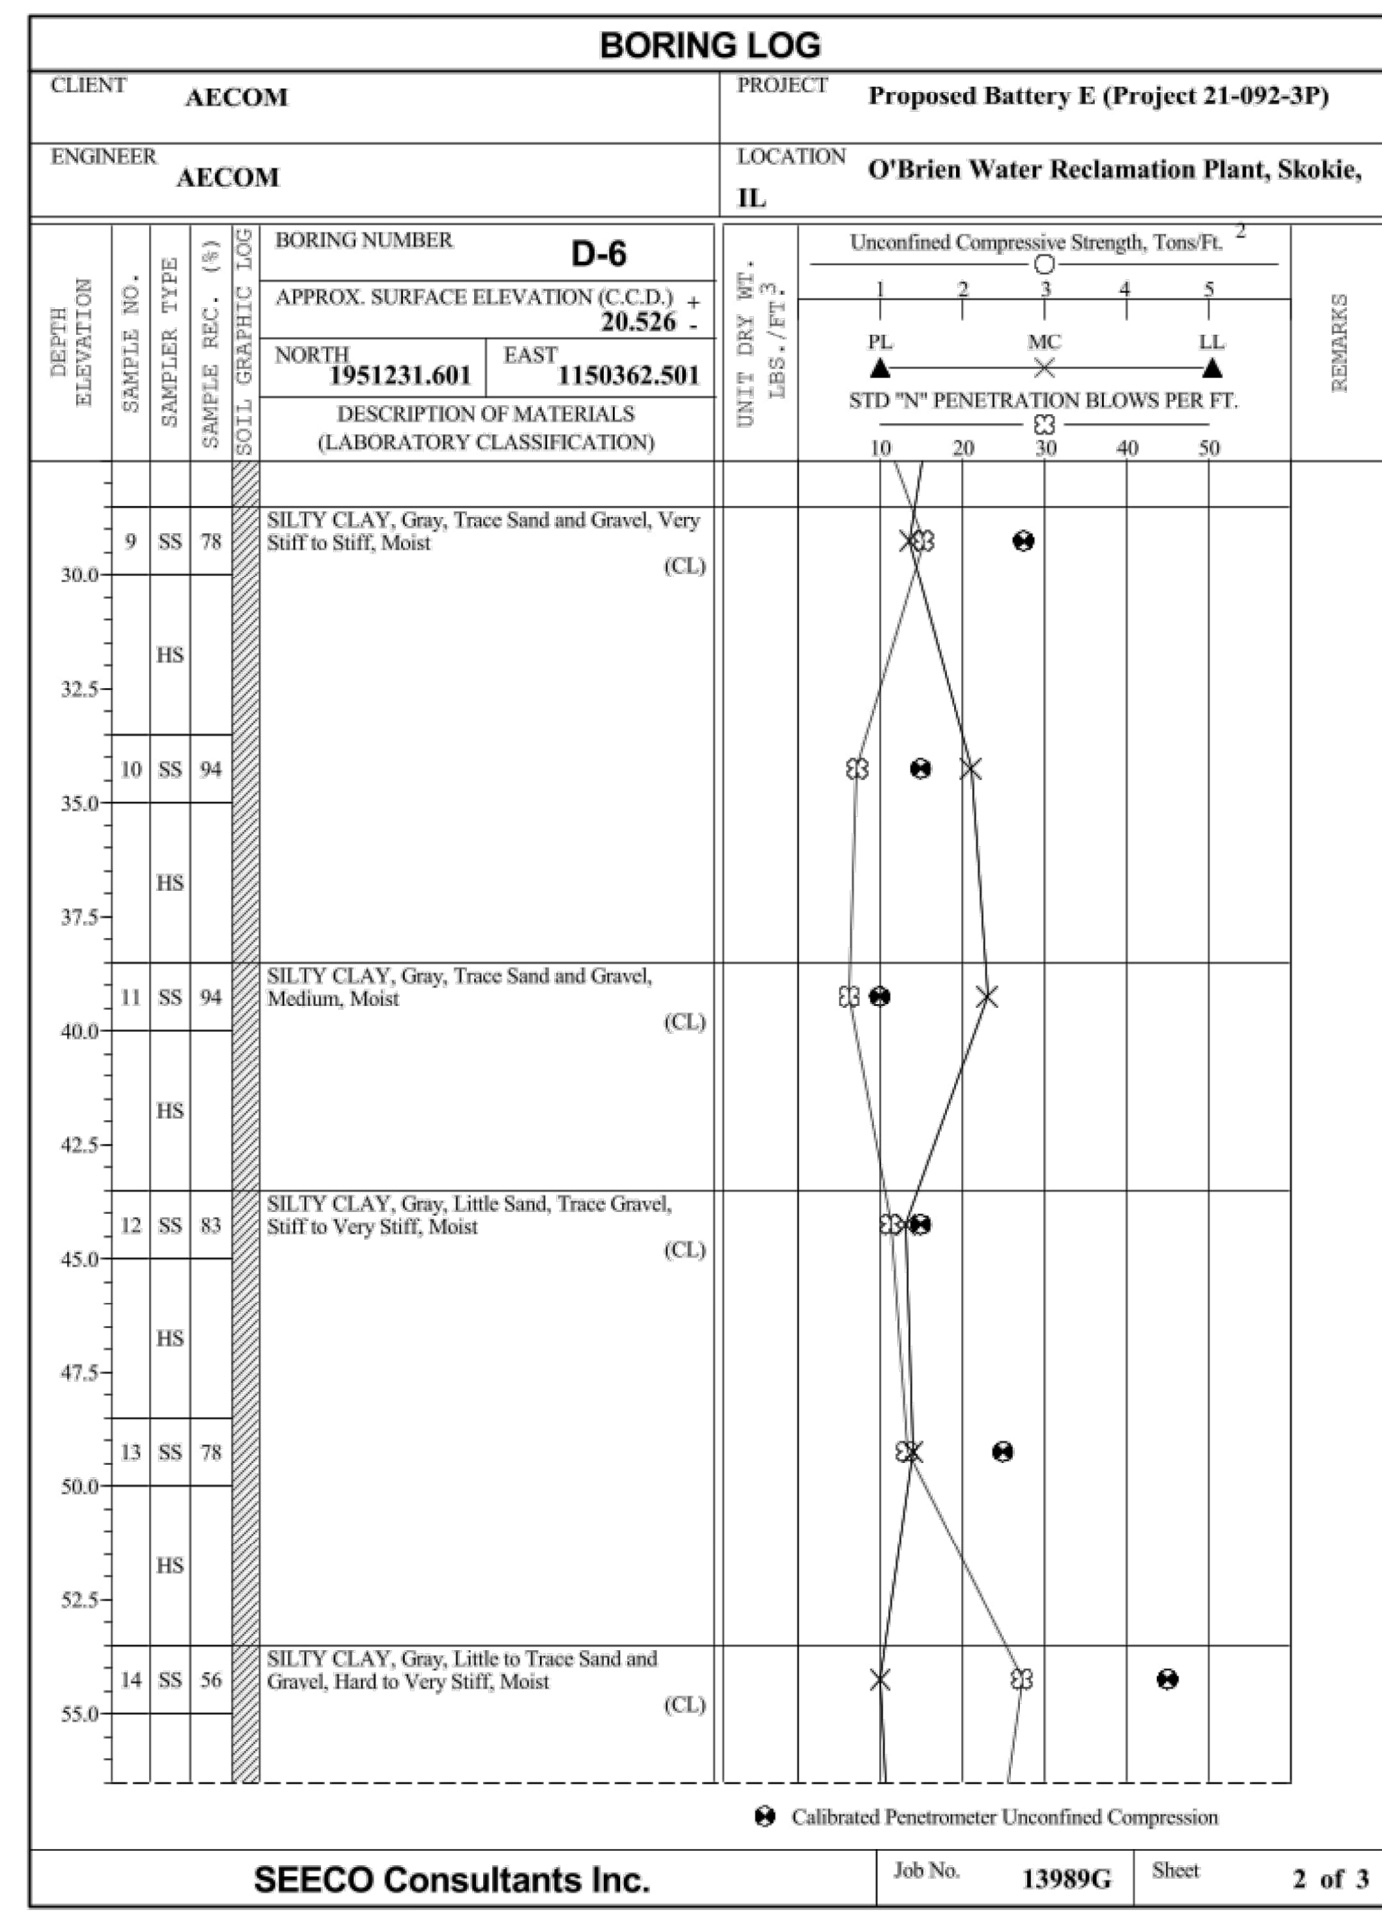 BORING LOG
CLIENT AECOM
PROJECT Proposed Battery E (Project 21-092-3P)
ENGINEER AECOM
LOCATION O'Brien Water Reclamation Plant, Skokie,
IL
DEPTH
ELEVATION
SAMPLE NO.
SAMPLER TYPE
SAMPLE REC. (%)
SOIL GRAPHIC LOG
BORING NUMBER D-6
APPROX. SURFACE ELEVATION (C.C.D.) +
20.526 -
NORTH
1951231.601
EAST
1150362.501
DESCRIPTION OF MATERIALS
(LABORATORY CLASSIFICATION)
UNIT DRY WT.
LBS./FT.3
Unconfined Compressive Strength, Tons/Ft. 2
1 2 3 4 5
PL MC LL
STD "N" PENETRATION BLOWS PER FT.
10 20 30 40 50
REMARKS
SILTY CLAY, Gray, Trace Sand and Gravel, Very
9 SS 78 Stiff to Stiff, Moist
(CL)
30.0
HS
32.5
10 SS 94
35.0
HS
37.5
SILTY CLAY, Gray, Trace Sand and Gravel,
11 SS 94 Medium, Moist
(CL)
40.0
HS
42.5
SILTY CLAY, Gray, Little Sand, Trace Gravel,
12 SS 83 Stiff to Very Stiff, Moist
(CL)
45.0
HS
47.5
13 SS 78
50.0
HS
52.5
SILTY CLAY, Gray, Little to Trace Sand and
14 SS 56 Gravel, Hard to Very Stiff, Moist
(CL)
55.0
Calibrated Penetrometer Unconfined Compression
SEECO Consultants Inc.
Job No. 13989G
Sheet 2 of 3